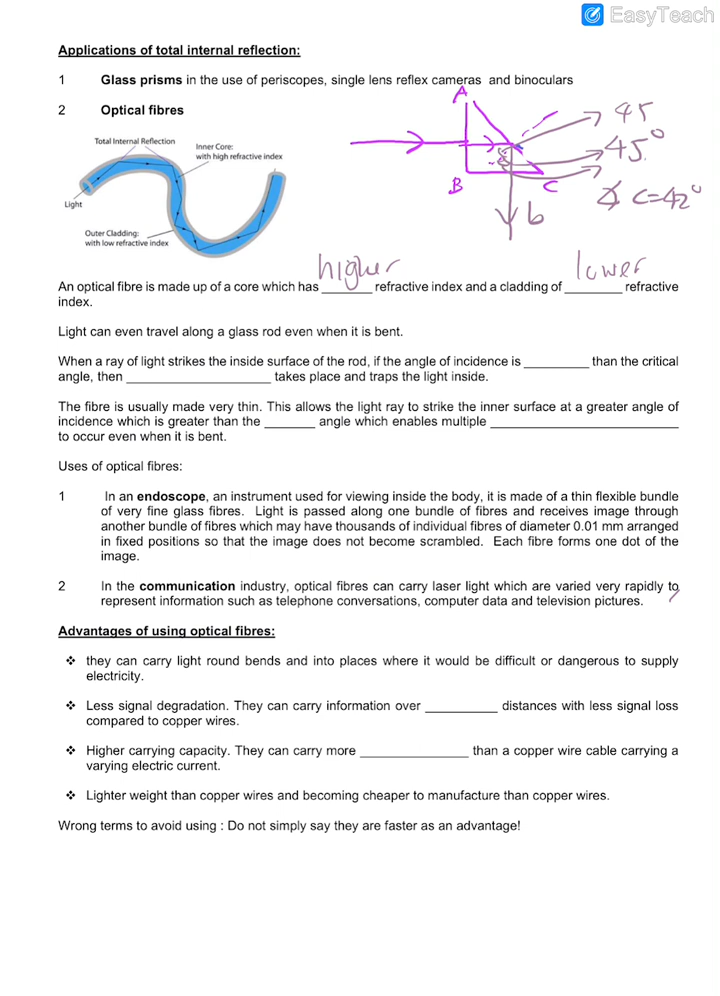 EasyTeach
Applications of total internal reflection:
1 Glass prisms in the use of periscopes, single lens reflex cameras and binoculars
2 Optical fibres
A
45
45°
B
C
∡ c=42°
Total Internal Reflection
Inner Core:
with high refractive index
Light
Outer Cladding:
with low refractive index
higher lower
An optical fibre is made up of a core which has _______ refractive index and a cladding of ________ refractive
index.
Light can even travel along a glass rod even when it is bent.
When a ray of light strikes the inside surface of the rod, if the angle of incidence is _________ than the critical
angle, then ____________________ takes place and traps the light inside.
The fibre is usually made very thin. This allows the light ray to strike the inner surface at a greater angle of
incidence which is greater than the _______ angle which enables multiple __________________________
to occur even when it is bent.
Uses of optical fibres:
1 In an endoscope, an instrument used for viewing inside the body, it is made of a thin flexible bundle
of very fine glass fibres. Light is passed along one bundle of fibres and receives image through
another bundle of fibres which may have thousands of individual fibres of diameter 0.01 mm arranged
in fixed positions so that the image does not become scrambled. Each fibre forms one dot of the
image.
2 In the communication industry, optical fibres can carry laser light which are varied very rapidly to
represent information such as telephone conversations, computer data and television pictures.
Advantages of using optical fibres:
❖ they can carry light round bends and into places where it would be difficult or dangerous to supply
electricity.
❖ Less signal degradation. They can carry information over __________ distances with less signal loss
compared to copper wires.
❖ Higher carrying capacity. They can carry more _______________ than a copper wire cable carrying a
varying electric current.
❖ Lighter weight than copper wires and becoming cheaper to manufacture than copper wires.
Wrong terms to avoid using : Do not simply say they are faster as an advantage!